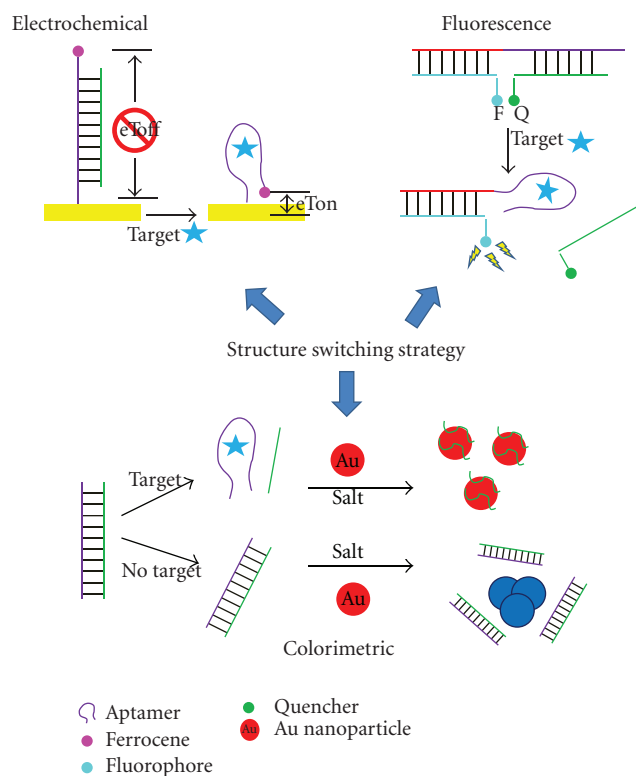 Electrochemical
Fluorescence
eToff
F Q
Target
eTon
Target
Structure switching strategy
Target
Au
Salt
No target
Salt
Au
Colorimetric
Aptamer
Quencher
Ferrocene
Au
Au nanoparticle
Fluorophore